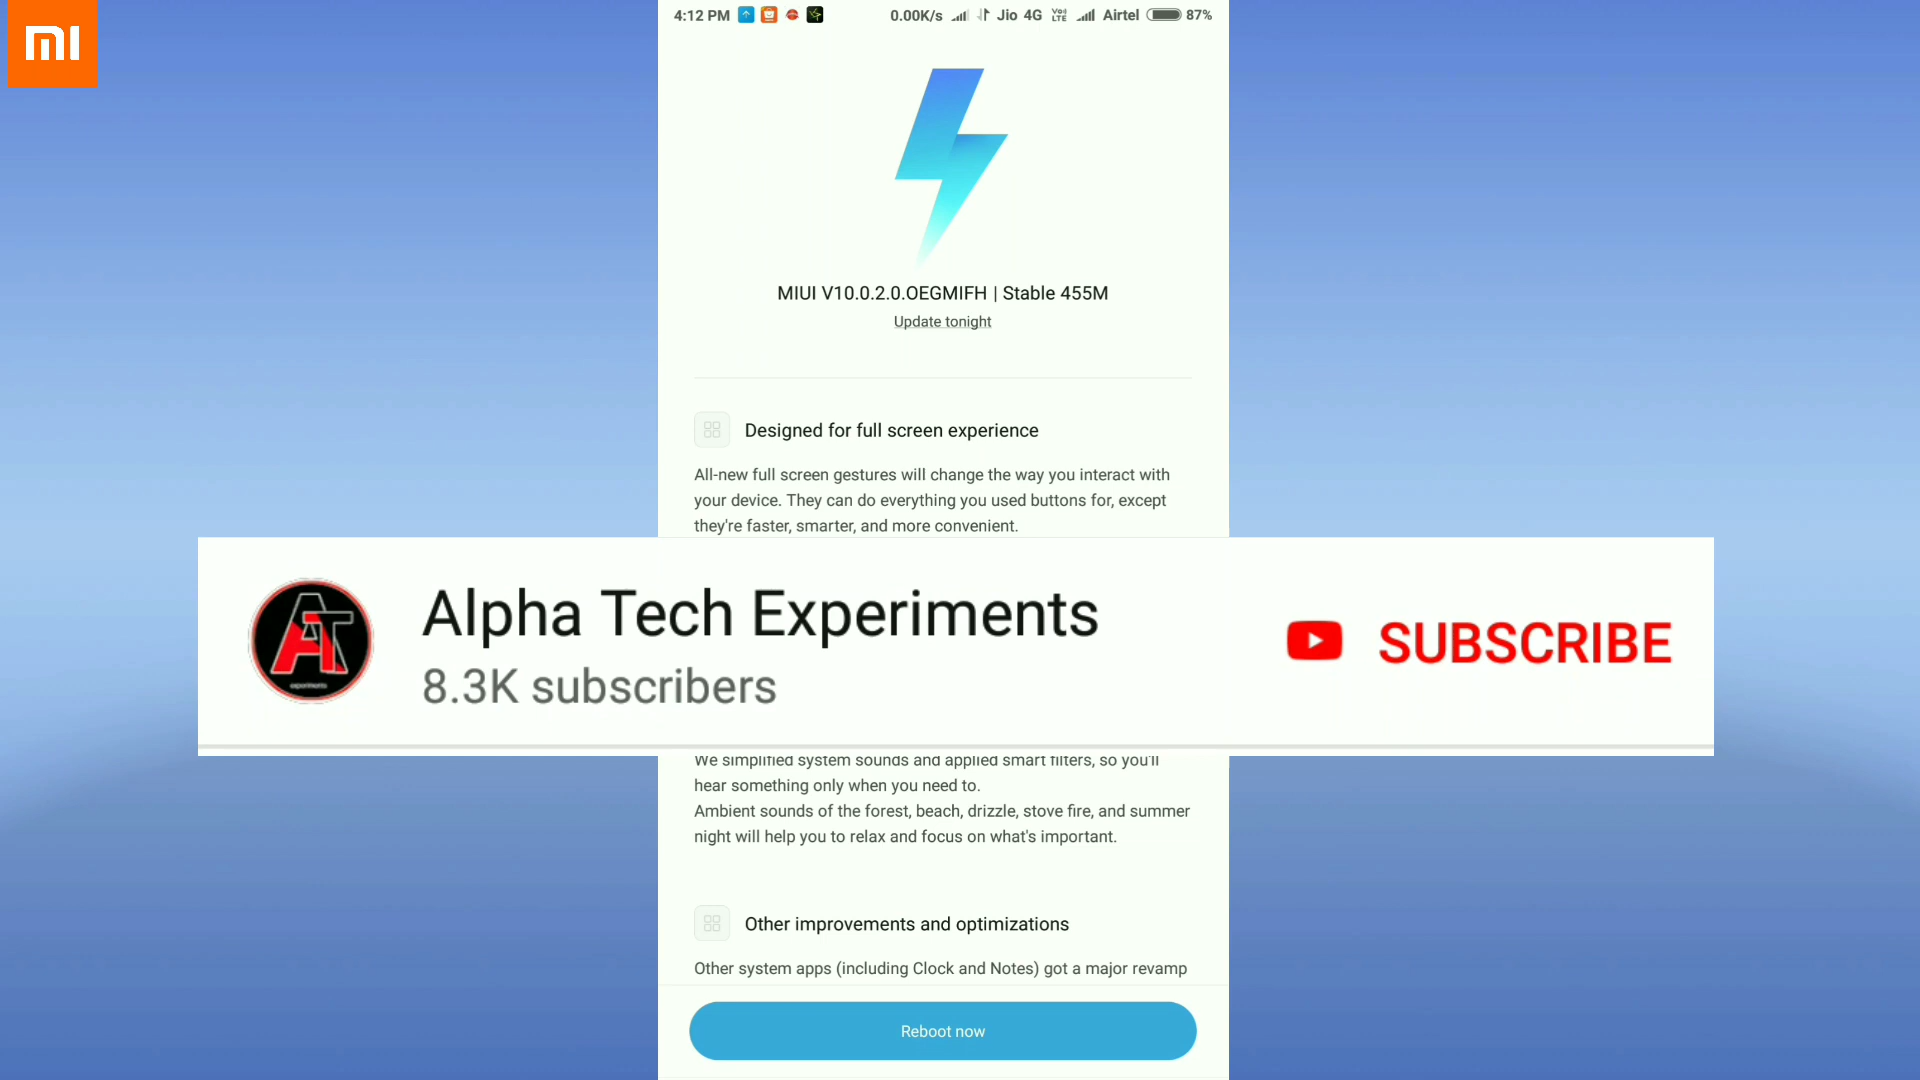 mi
4:12 PM
0.00K/s Jio 4G Vo LTE Airtel 87%
MIUI V10.0.2.0.OEGMIFH | Stable 455M
Update tonight
Designed for full screen experience
All-new full screen gestures will change the way you interact with
your device. They can do everything you used buttons for, except
they're faster, smarter, and more convenient.
AT
experiments
Alpha Tech Experiments
8.3K subscribers
SUBSCRIBE
We simplified system sounds and applied smart filters, so you'll
hear something only when you need to.
Ambient sounds of the forest, beach, drizzle, stove fire, and summer
night will help you to relax and focus on what's important.
Other improvements and optimizations
Other system apps (including Clock and Notes) got a major revamp
Reboot now